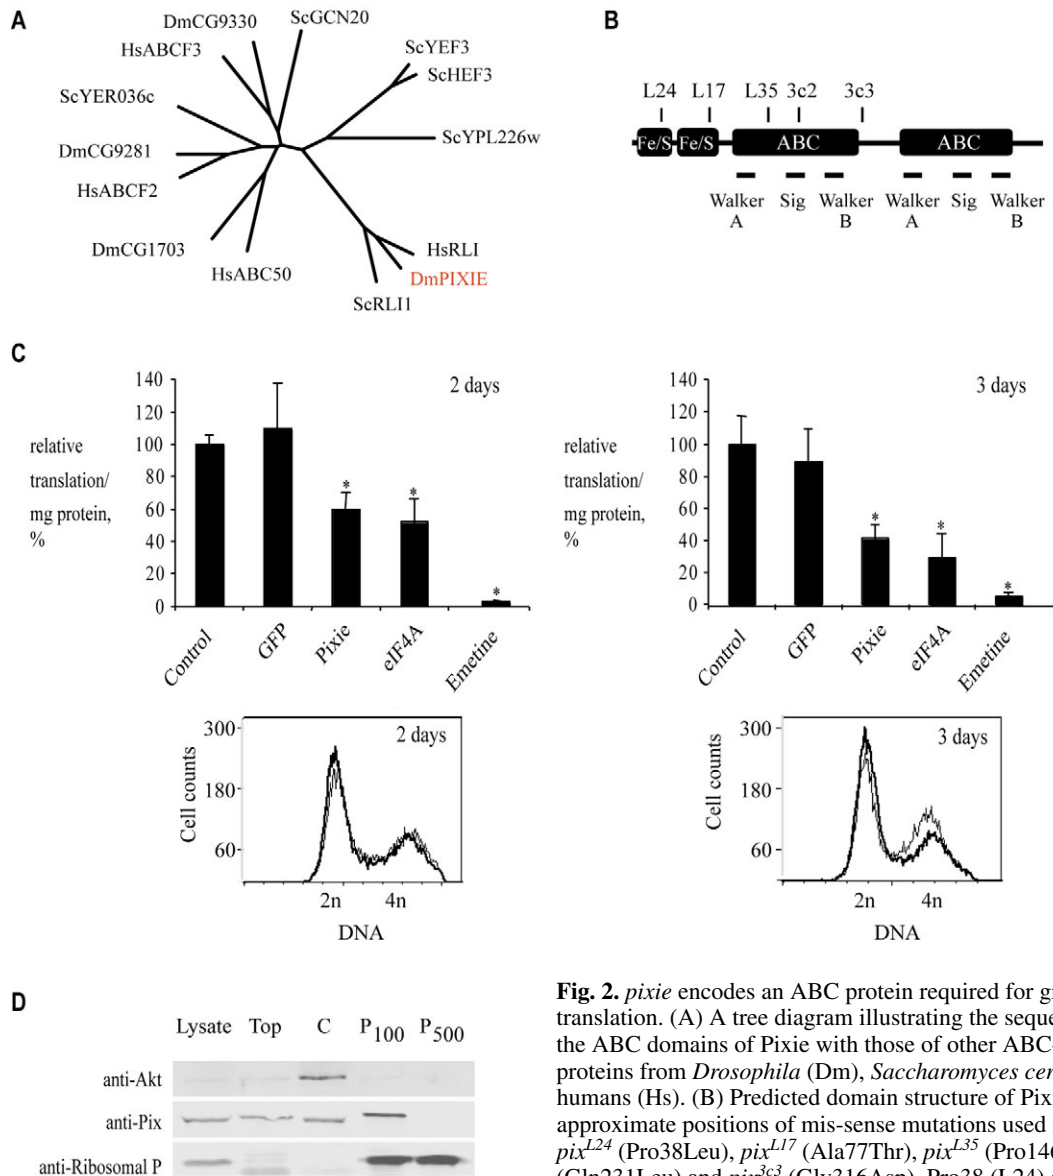 A
DmCG9330
ScGCN20
HsABCF3
ScYEF3
ScHEF3
ScYER036c
ScYPL226w
DmCG9281
HsABCF2
DmCG1703
HsABC50
HsRLI
DmPIXIE
ScRLI1
B
L24 L17 L35 3c2 3c3
Fe/S Fe/S ABC ABC
Walker A Sig Walker B Walker A Sig Walker B
C
140
120
100
80
60
40
20
0
2 days
relative
translation/
mg protein,
%
* * *
Control GFP Pixie eIF4A Emetine
140
120
100
80
60
40
20
0
3 days
relative
translation/
mg protein,
%
* * *
Control GFP Pixie eIF4A Emetine
300
180
60
Cell counts
2 days
2n 4n
DNA
300
180
60
Cell counts
3 days
2n 4n
DNA
D
Lysate Top C P100 P500
anti-Akt
anti-Pix
anti-Ribosomal P
Fig. 2. pixie encodes an ABC protein required for
translation. (A) A tree diagram illustrating the
the ABC domains of Pixie with those of other
proteins from Drosophila (Dm), Saccharomyces
humans (Hs). (B) Predicted domain structure of
approximate positions of mis-sense mutations used
pixL24 (Pro38Leu), pixL17 (Ala77Thr), pixL35
(Gln231Leu) and pix3c3 (Gly316Asp). Pro38 (L24)